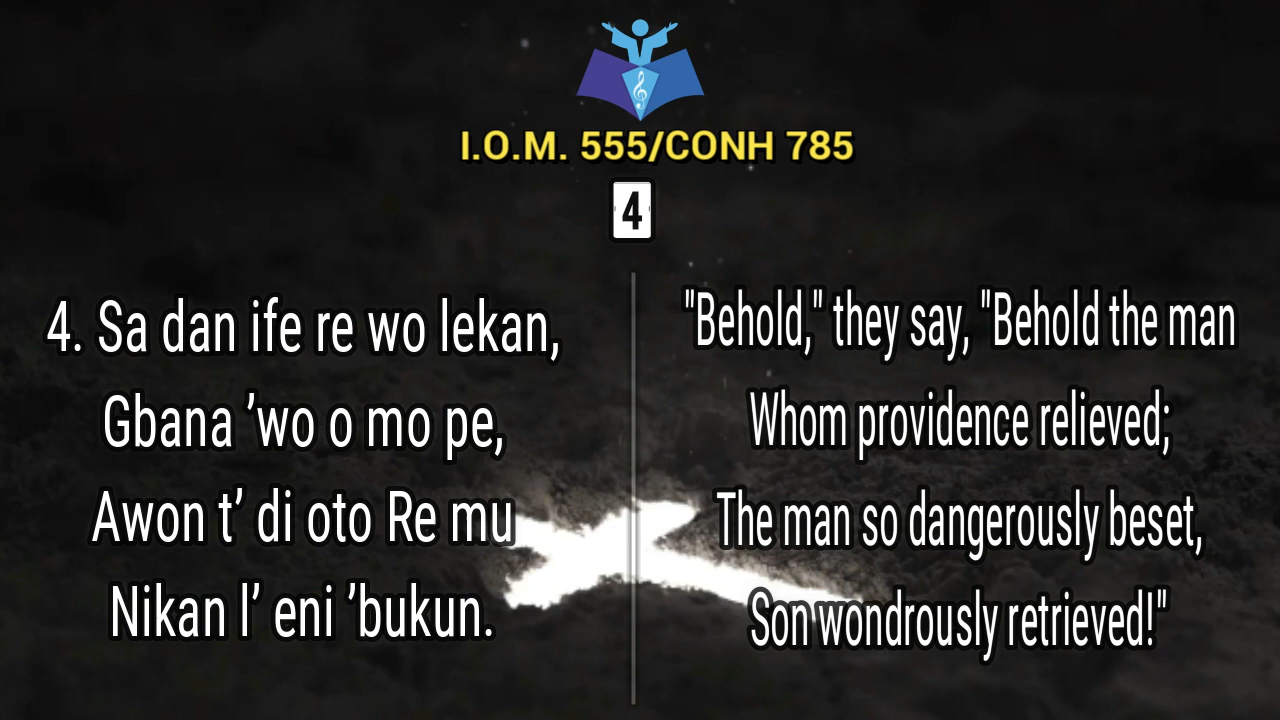 I.O.M. 555/CONH 785
4
4. Sa dan ife re wo lekan,
Gbana ’wo o mo pe,
Awon t’ di oto Re mu
Nikan l’ eni ’bukun.
"Behold," they say, "Behold the man
Whom providence relieved;
The man so dangerously beset,
Son wondrously retrieved!"